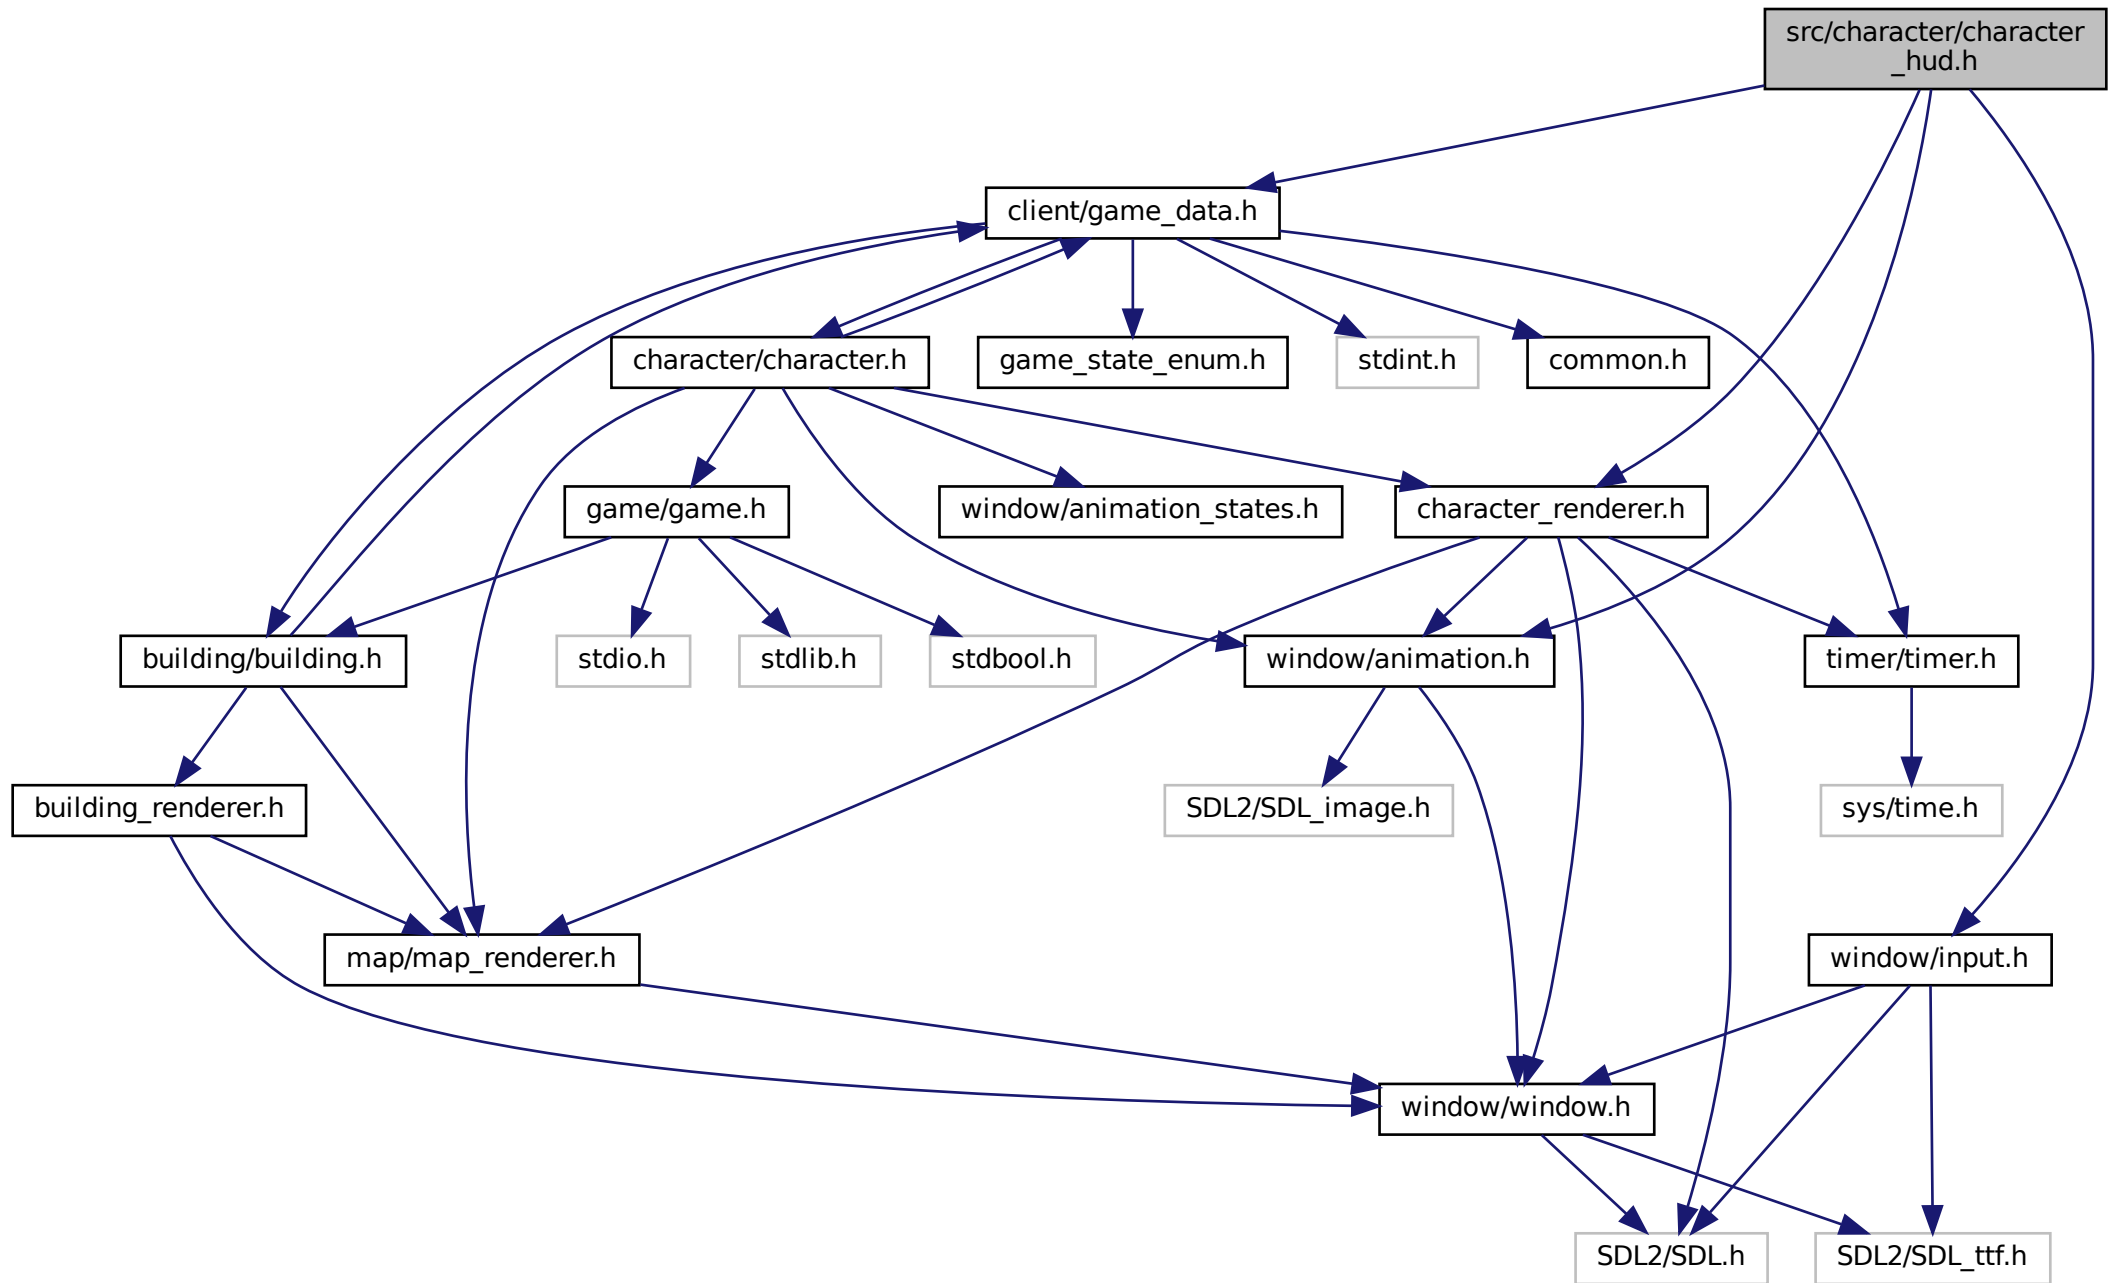 src/character/character
_hud.h
client/game_data.h
character/character.h
game_state_enum.h
stdint.h
common.h
game/game.h
window/animation_states.h
character_renderer.h
building/building.h
stdio.h
stdlib.h
stdbool.h
window/animation.h
timer/timer.h
building_renderer.h
SDL2/SDL_image.h
sys/time.h
map/map_renderer.h
window/input.h
window/window.h
SDL2/SDL.h
SDL2/SDL_ttf.h